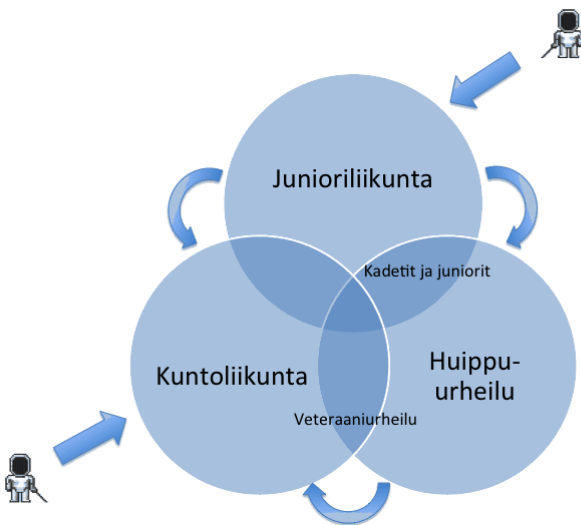 Junioriliikunta
Kadetit ja juniorit
Kuntoliikunta
Huippu-
urheilu
Veteraaniurheilu